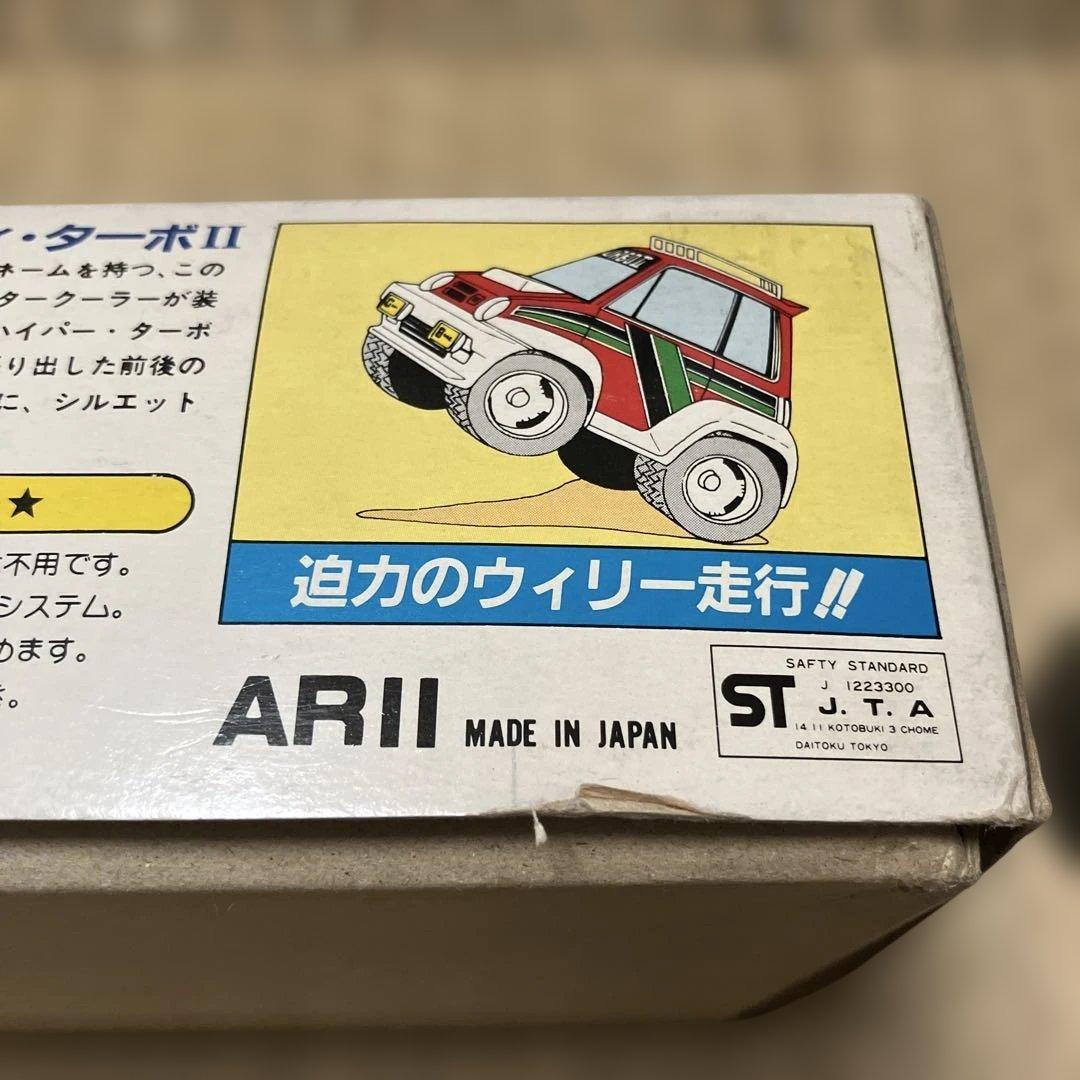 ・ターボII
ホームを持つ、この
タークーラーが装
ハイパー・ターボ
り出した前後の
に、シルエット
★
不用です。
システム。
めます。
迫力のウィリー走行!!
ARII MADE IN JAPAN
SAFTY STANDARD
ST
J 1223300
J. T. A
14 11 KOTOBUKI 3 CHOME
DAITOKU TOKYO